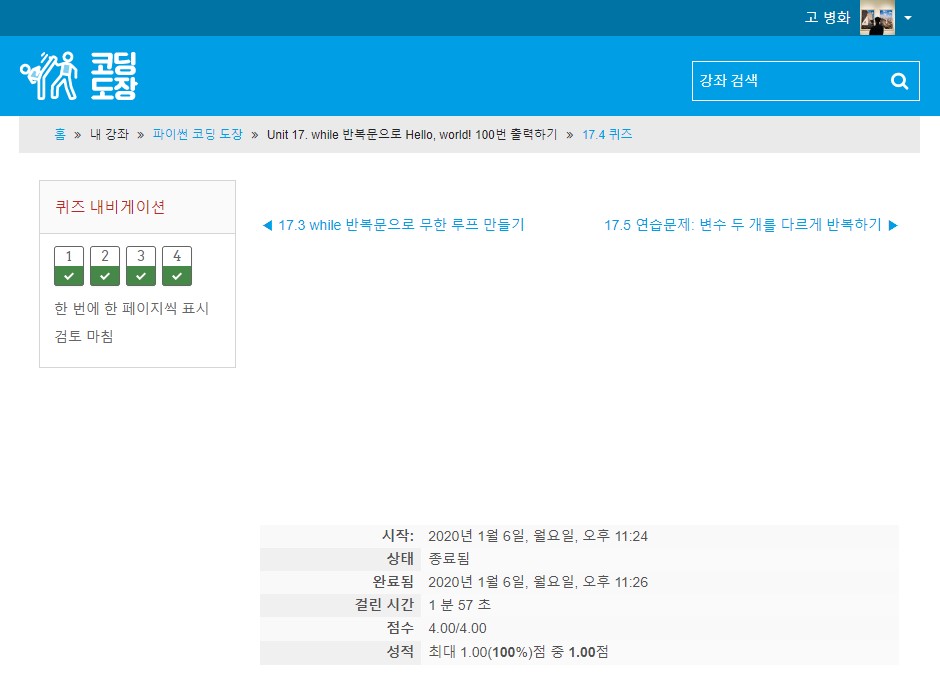 고 병화
코딩
도장
강좌 검색
홈 » 내 강좌 » 파이썬 코딩 도장 » Unit 17. while 반복문으로 Hello, world! 100번 출력하기 » 17.4 퀴즈
퀴즈 내비게이션
1 2 3 4
한 번에 한 페이지씩 표시
검토 마침
◀ 17.3 while 반복문으로 무한 루프 만들기
17.5 연습문제: 변수 두 개를 다르게 반복하기 ▶
시작: 2020년 1월 6일, 월요일, 오후 11:24
상태 종료됨
완료됨 2020년 1월 6일, 월요일, 오후 11:26
걸린 시간 1 분 57 초
점수 4.00/4.00
성적 최대 1.00(100%)점 중 1.00점